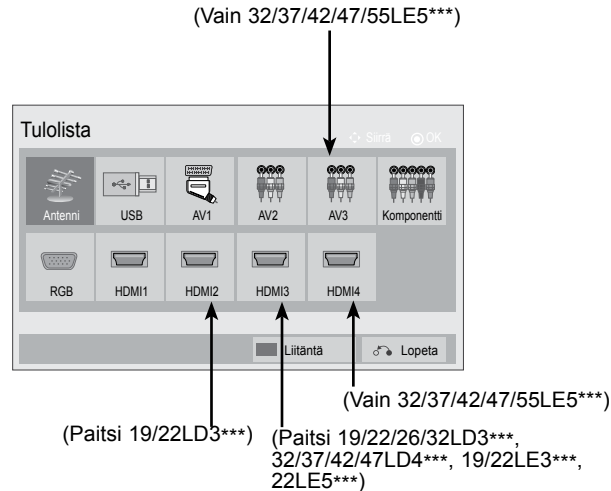 (Vain 32/37/42/47/55LE5***)
Tulolista
Siirrä OK
Antenni USB AV1 AV2 AV3 Komponentti
RGB HDMI1 HDMI2 HDMI3 HDMI4
Liitäntä Lopeta
(Vain 32/37/42/47/55LE5***)
(Paitsi 19/22LD3***)
(Paitsi 19/22/26/32LD3***,
32/37/42/47LD4***, 19/22LE3***,
22LE5***)